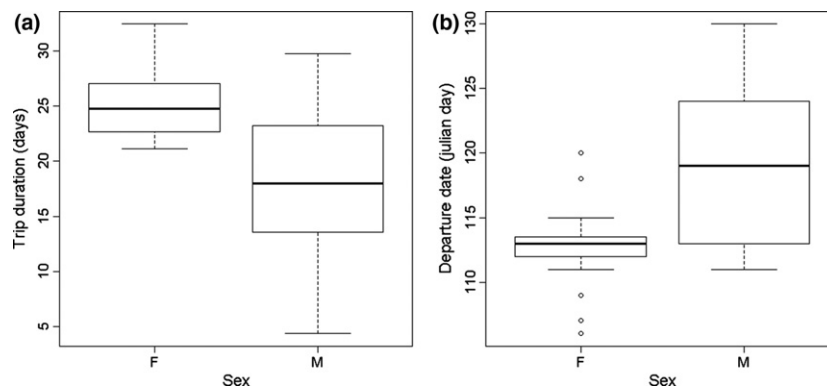 (a)
Trip duration (days)
30
25
20
15
10
5
F
M
Sex
(b)
Departure date (julian day)
130
125
120
115
110
F
M
Sex